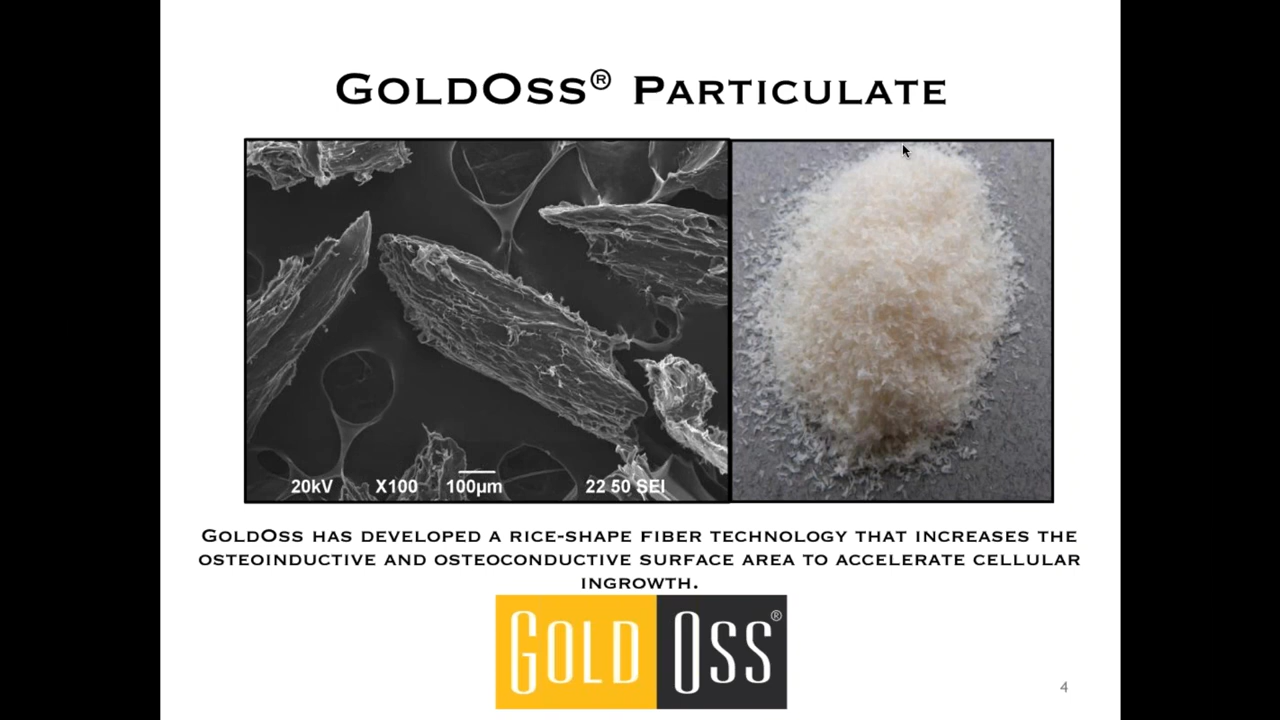 GOLDOSS® PARTICULATE
20kV X100 100µm 22 50 SEI
GOLDOSS HAS DEVELOPED A RICE-SHAPE FIBER TECHNOLOGY THAT INCREASES THE
OSTEOINDUCTIVE AND OSTEOCONDUCTIVE SURFACE AREA TO ACCELERATE CELLULAR
INGROWTH.
GOLD OSS®
4